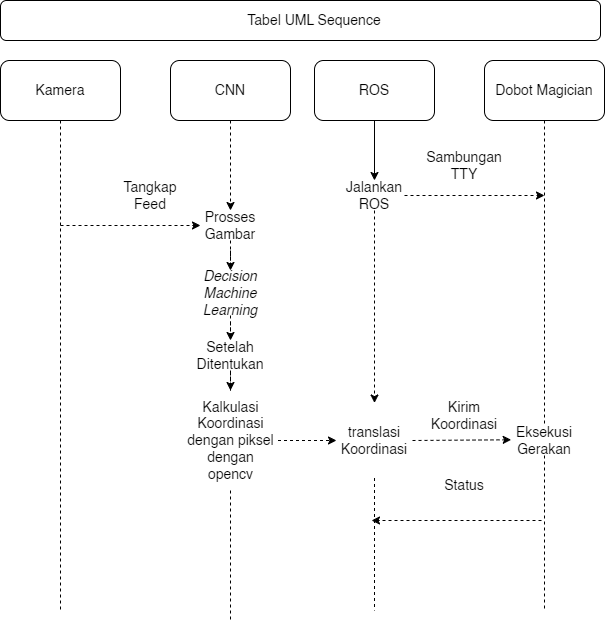 Tabel UML Sequence
Kamera
CNN
ROS
Dobot Magician
Sambungan
TTY
Jalankan
ROS
Tangkap
Feed
Prosses
Gambar
Decision
Machine
Learning
Setelah
Ditentukan
Kalkulasi
Koordinasi
dengan piksel
dengan
opencv
translasi
Koordinasi
Kirim
Koordinasi
Eksekusi
Gerakan
Status